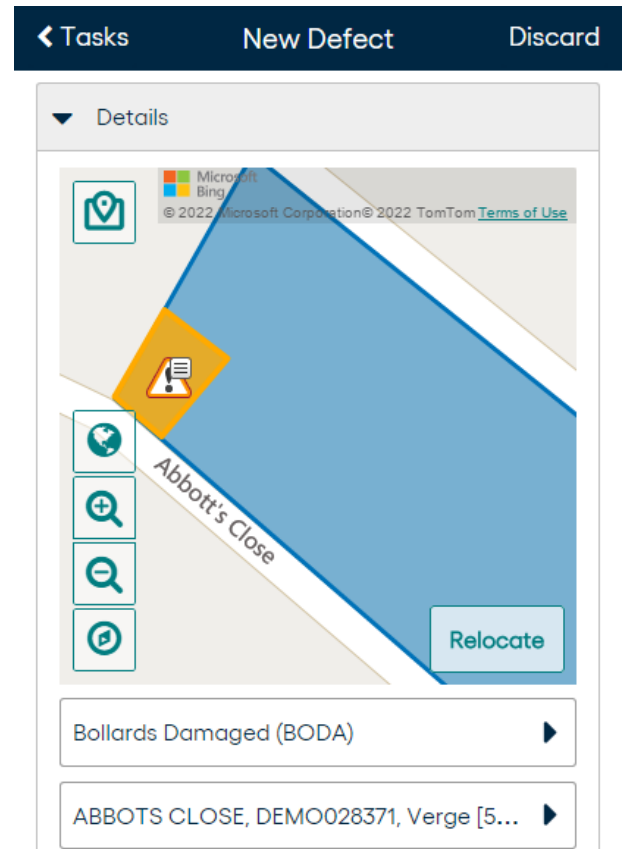 Tasks
New Defect
Discard
Details
Microsoft
Bing
© 2022 Microsoft Corporation© 2022 TomTom Terms of Use
Abbott's Close
Relocate
Bollards Damaged (BODA)
ABBOTS CLOSE, DEMO028371, Verge [5...